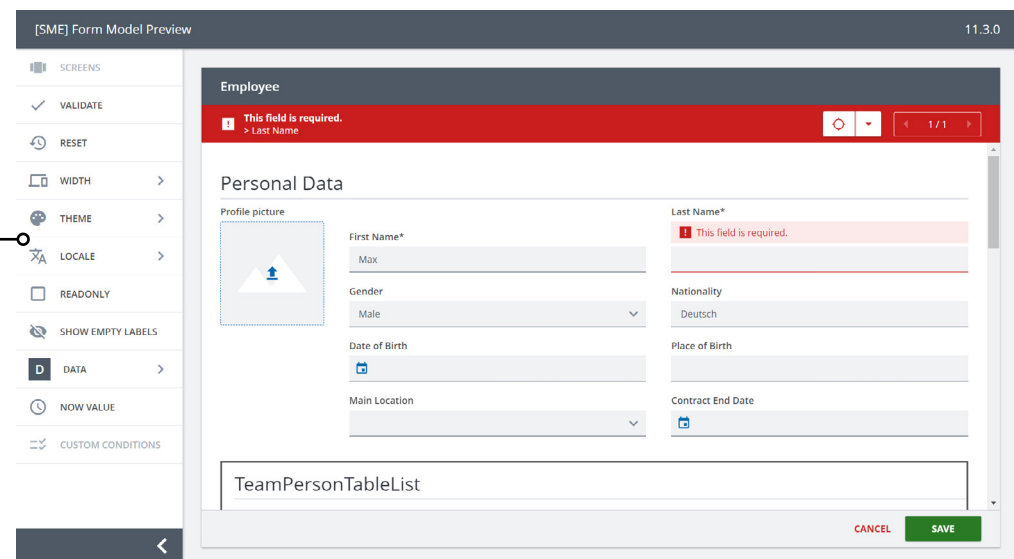 [SME] Form Model Preview
11.3.0
SCREENS
VALIDATE
RESET
WIDTH
THEME
LOCALE
READONLY
SHOW EMPTY LABELS
D DATA
NOW VALUE
CUSTOM CONDITIONS
Employee
This field is required.
> Last Name
1/1
Personal Data
Profile picture
First Name*
Max
Last Name*
This field is required.
Gender
Male
Nationality
Deutsch
Date of Birth
Place of Birth
Main Location
Contract End Date
TeamPersonTableList
CANCEL
SAVE